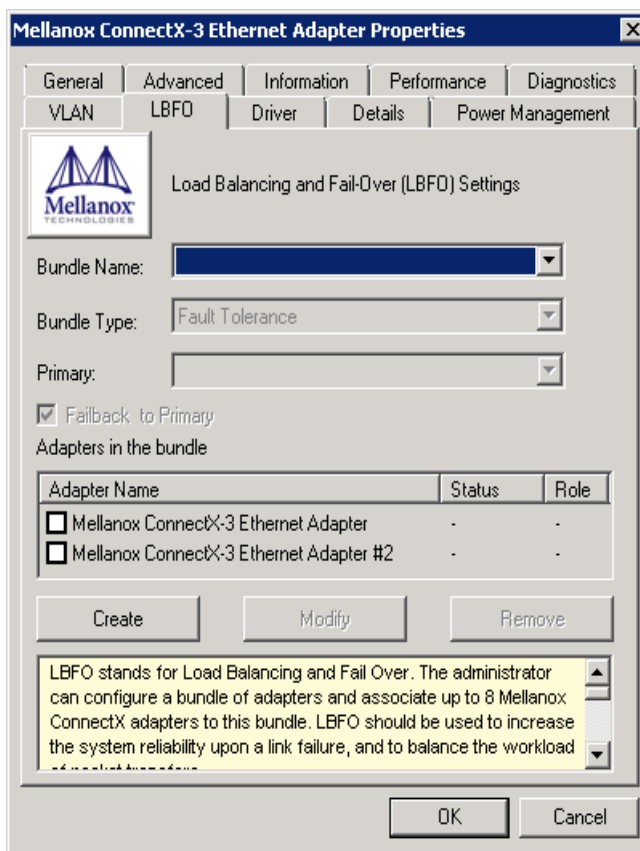 Mellanox ConnectX-3 Ethernet Adapter Properties
General Advanced Information Performance Diagnostics
VLAN LBFO Driver Details Power Management
Mellanox
TECHNOLOGIES
Load Balancing and Fail-Over (LBFO) Settings
Bundle Name:
Bundle Type: Fault Tolerance
Primary:
Failback to Primary
Adapters in the bundle
Adapter Name Status Role
Mellanox ConnectX-3 Ethernet Adapter - -
Mellanox ConnectX-3 Ethernet Adapter #2 - -
Create Modify Remove
LBFO stands for Load Balancing and Fail Over. The administrator
can configure a bundle of adapters and associate up to 8 Mellanox
ConnectX adapters to this bundle. LBFO should be used to increase
the system reliability upon a link failure, and to balance the workload
OK Cancel